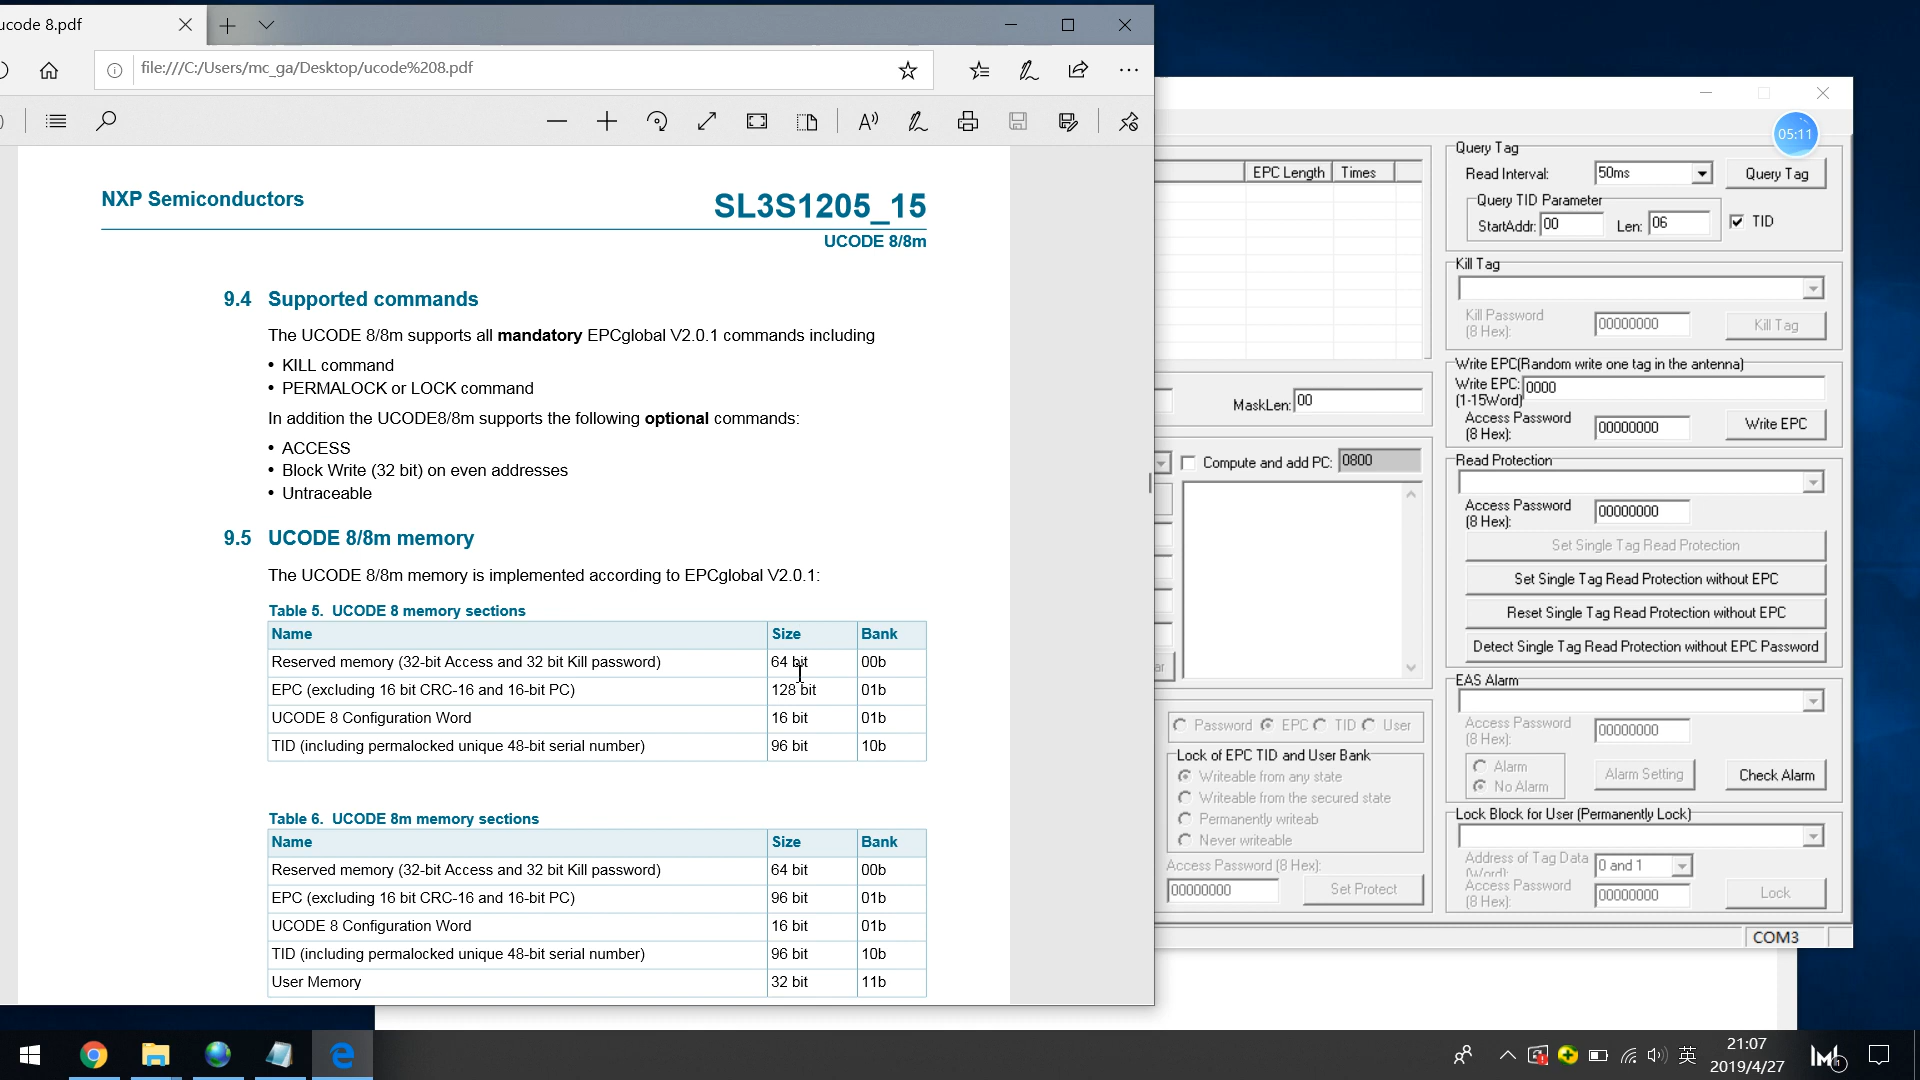 ucode 8.pdf
file:///C:/Users/mc_ga/Desktop/ucode%208.pdf
NXP Semiconductors
SL3S1205_15
UCODE 8/8m
9.4 Supported commands
The UCODE 8/8m supports all mandatory EPCglobal V2.0.1 commands including
• KILL command
• PERMALOCK or LOCK command
In addition the UCODE8/8m supports the following optional commands:
• ACCESS
• Block Write (32 bit) on even addresses
• Untraceable
9.5 UCODE 8/8m memory
The UCODE 8/8m memory is implemented according to EPCglobal V2.0.1:
Table 5. UCODE 8 memory sections
Name Size Bank
Reserved memory (32-bit Access and 32 bit Kill password) 64 bit 00b
EPC (excluding 16 bit CRC-16 and 16-bit PC) 128 bit 01b
UCODE 8 Configuration Word 16 bit 01b
TID (including permalocked unique 48-bit serial number) 96 bit 10b
Table 6. UCODE 8m memory sections
Name Size Bank
Reserved memory (32-bit Access and 32 bit Kill password) 64 bit 00b
EPC (excluding 16 bit CRC-16 and 16-bit PC) 96 bit 01b
UCODE 8 Configuration Word 16 bit 01b
TID (including permalocked unique 48-bit serial number) 96 bit 10b
User Memory 32 bit 11b
EPC Length Times
MaskLen: 00
Compute and add PC: 0800
Password EPC TID User
Lock of EPC TID and User Bank
Writeable from any state
Writeable from the secured state
Permanently writeab
Never writeable
Access Password (8 Hex):
00000000 Set Protect
05:11
Query Tag
Read Interval: 50ms Query Tag
Query TID Parameter
StartAddr: 00 Len: 06 TID
Kill Tag
Kill Password
(8 Hex): 00000000 Kill Tag
Write EPC(Random write one tag in the antenna)
Write EPC: 0000
(1-15Word)
Access Password
(8 Hex): 00000000 Write EPC
Read Protection
Access Password
(8 Hex): 00000000
Set Single Tag Read Protection
Set Single Tag Read Protection without EPC
Reset Single Tag Read Protection without EPC
Detect Single Tag Read Protection without EPC Password
EAS Alarm
Access Password
(8 Hex): 00000000
Alarm
No Alarm
Alarm Setting Check Alarm
Lock Block for User (Permanently Lock)
Address of Tag Data
(Word): 0 and 1
Access Password
(8 Hex): 00000000 Lock
COM3
英
21:07
2019/4/27